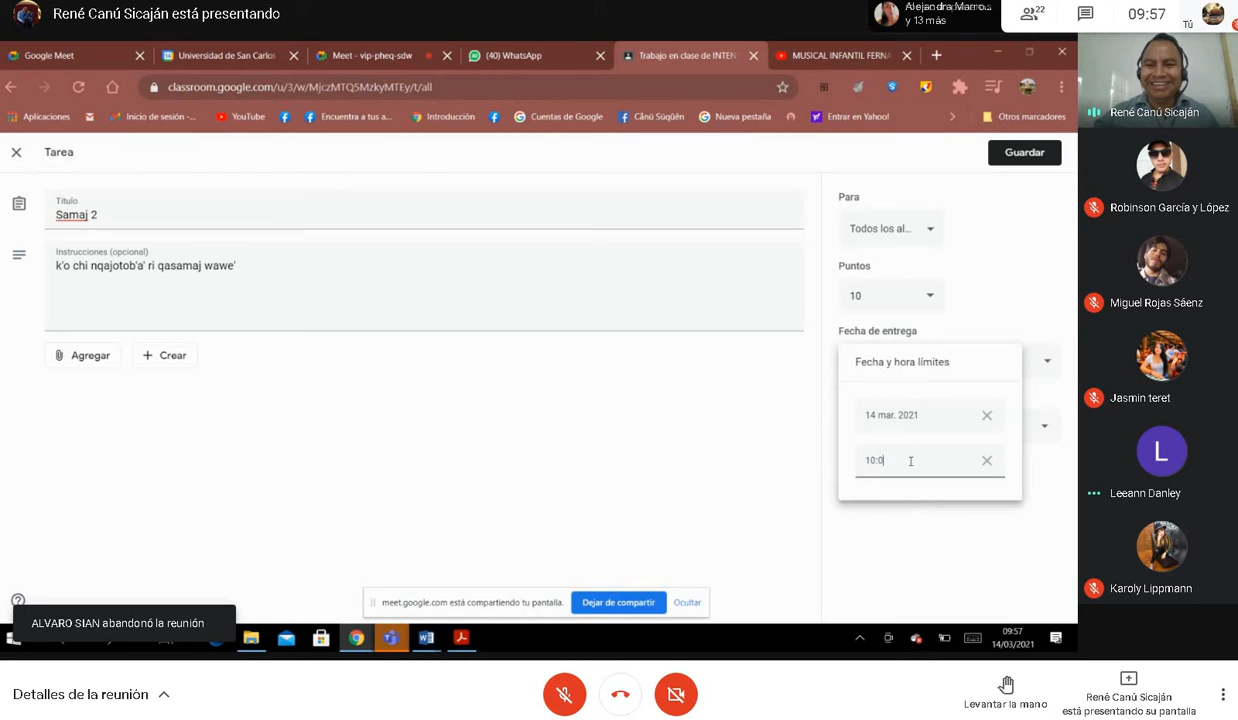 René Canú Sicaján está presentando
y 13 más
22
09:57
Tú
Google Meet
Universidad de San Carlos
Meet - vip-pheq-sdw
(40) WhatsApp
Trabajo en clase de INTEN
MUSICAL INFANTIL FERNA
classroom.google.com/u/3/w/MjczMTQ5MzkyMTEy/t/all
Aplicaciones
Inicio de sesión -...
YouTube
Encuentra a tus a...
Introducción
Cuentas de Google
Cånü Süqüên
Nueva pestaña
Entrar en Yahoo!
Otros marcadores
Tarea
Guardar
Título
Samaj 2
Instrucciones (opcional)
k'o chi nqajotob'a' ri qasamaj wawe'
Agregar
Crear
Para
Todos los al...
Puntos
10
Fecha de entrega
Fecha y hora límites
14 mar. 2021
10:0
meet.google.com está compartiendo tu pantalla.
Dejar de compartir
Ocultar
ALVARO SIAN abandonó la reunión
09:57
14/03/2021
René Canú Sicaján
Robinson García y López
Miguel Rojas Sáenz
Jasmin teret
L
Leeann Danley
Karoly Lippmann
Detalles de la reunión
Levantar la mano
René Canú Sicaján
está presentando su pantalla